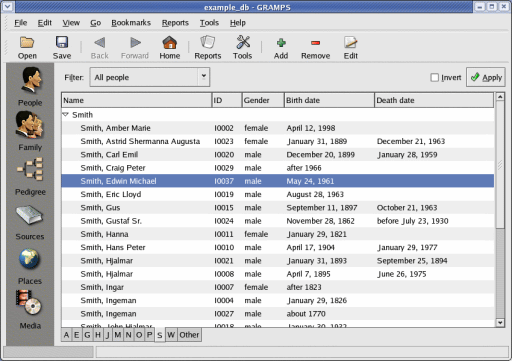 example_db - GRAMPS
File Edit View Go Bookmarks Reports Tools Help
Open Save Back Forward Home Reports Tools Add Remove Edit
People
Family
Pedigree
Sources
Places
Media
Filter: All people Invert Apply
Name ID Gender Birth date Death date
Smith
Smith, Amber Marie I0002 female April 12, 1998
Smith, Astrid Shermanna Augusta I0023 female January 31, 1889 December 21, 1963
Smith, Carl Emil I0020 male December 20, 1899 January 28, 1959
Smith, Craig Peter I0029 male after 1966
Smith, Edwin Michael I0037 male May 24, 1961
Smith, Eric Lloyd I0019 male August 28, 1963
Smith, Gus I0015 male September 11, 1897 October 21, 1963
Smith, Gustaf Sr. I0024 male November 28, 1862 before July 23, 1930
Smith, Hanna I0011 female January 29, 1821
Smith, Hans Peter I0010 male April 17, 1904 January 29, 1977
Smith, Hjalmar I0021 male January 31, 1893 September 25, 1894
Smith, Hjalmar I0008 male April 7, 1895 June 26, 1975
Smith, Ingar I0007 female after 1823
Smith, Ingeman I0004 male January 29, 1826
Smith, Ingeman I0027 male about 1770
Smith, John Hjalmar I0018 male January 30, 1932
A E G H J M N O P S W Other